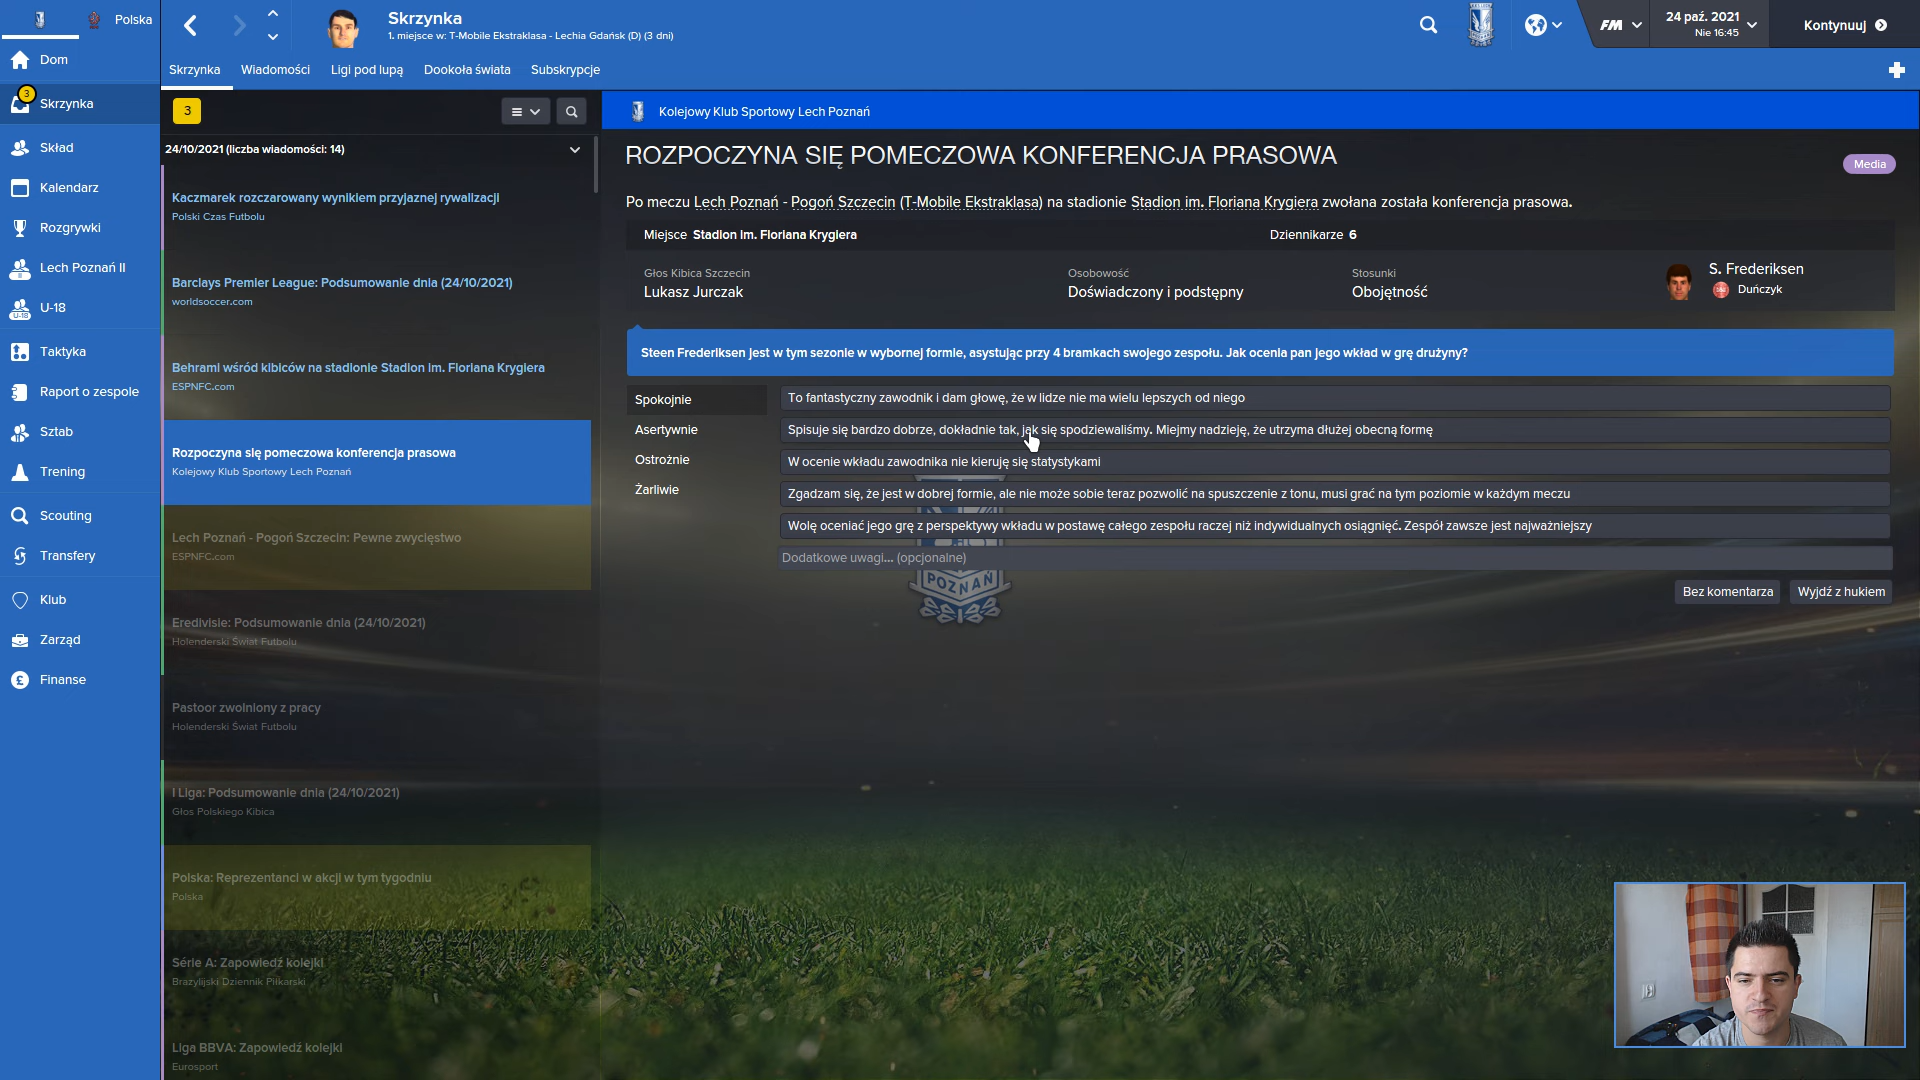 Polska
Skrzynka
1. miejsce w: T-Mobile Ekstraklasa - Lechia Gdańsk (D) (3 dni)
FM
24 paź. 2021
Nie 16:45
Kontynuuj
Skrzynka
Wiadomości
Ligi pod lupą
Dookoła świata
Subskrypcje
Dom
3
Skrzynka
Skład
Kalendarz
Rozgrywki
Lech Poznań II
U-18
Taktyka
Raport o zespole
Sztab
Trening
Scouting
Transfery
Klub
Zarząd
Finanse
3
24/10/2021 (liczba wiadomości: 14)
Kaczmarek rozczarowany wynikiem przyjaznej rywalizacji
Polski Czas Futbolu
Barclays Premier League: Podsumowanie dnia (24/10/2021)
worldsoccer.com
Behrami wśród kibiców na stadionie Stadion im. Floriana Krygiera
ESPNFC.com
Rozpoczyna się pomeczowa konferencja prasowa
Kolejowy Klub Sportowy Lech Poznań
Lech Poznań - Pogoń Szczecin: Pewne zwycięstwo
ESPNFC.com
Eredivisie: Podsumowanie dnia (24/10/2021)
Holenderski Świat Futbolu
Pastoor zwolniony z pracy
Holenderski Świat Futbolu
I Liga: Podsumowanie dnia (24/10/2021)
Głos Polskiego Kibica
Polska: Reprezentanci w akcji w tym tygodniu
Polska
Série A: Zapowiedź kolejki
Brazylijski Dziennik Piłkarski
Liga BBVA: Zapowiedź kolejki
Eurosport
Kolejowy Klub Sportowy Lech Poznań
ROZPOCZYNA SIĘ POMECZOWA KONFERENCJA PRASOWA
Media
Po meczu Lech Poznań - Pogoń Szczecin (T-Mobile Ekstraklasa) na stadionie Stadion im. Floriana Krygiera zwołana została konferencja prasowa.
Miejsce Stadion im. Floriana Krygiera
Dziennikarze 6
Głos Kibica Szczecin
Lukasz Jurczak
Osobowość
Doświadczony i podstępny
Stosunki
Obojętność
S. Frederiksen
Duńczyk
Steen Frederiksen jest w tym sezonie w wybornej formie, asystując przy 4 bramkach swojego zespołu. Jak ocenia pan jego wkład w grę drużyny?
Spokojnie
Asertywnie
Ostrożnie
Żarliwie
To fantastyczny zawodnik i dam głowę, że w lidze nie ma wielu lepszych od niego
Spisuje się bardzo dobrze, dokładnie tak, jak się spodziewaliśmy. Miejmy nadzieję, że utrzyma dłużej obecną formę
W ocenie wkładu zawodnika nie kieruję się statystykami
Zgadzam się, że jest w dobrej formie, ale nie może sobie teraz pozwolić na spuszczenie z tonu, musi grać na tym poziomie w każdym meczu
Wolę oceniać jego grę z perspektywy wkładu w postawę całego zespołu raczej niż indywidualnych osiągnięć. Zespół zawsze jest najważniejszy
Dodatkowe uwagi... (opcjonalne)
POZNAŃ
Bez komentarza
Wyjdź z hukiem